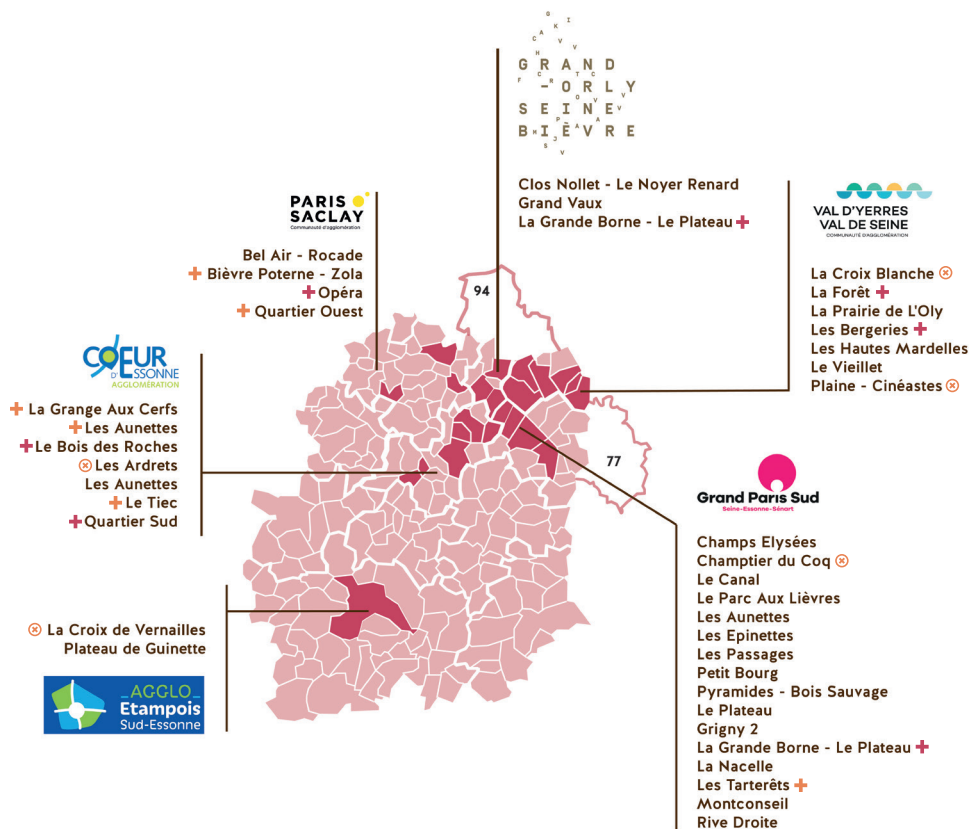 GRAND
-ORLY
SEINE
BIÈVRE
Clos Nollet - Le Noyer Renard
Grand Vaux
La Grande Borne - Le Plateau +
PARIS
SACLAY
Communauté d'agglomération
Bel Air - Rocade
+ Bièvre Poterne - Zola
+ Opéra
+ Quartier Ouest
VAL D'YERRES
VAL DE SEINE
COMMUNAUTÉ D'AGGLOMÉRATION
La Croix Blanche ⊗
La Forêt +
La Prairie de L'Oly
Les Bergeries +
Les Hautes Mardelles
Le Vieillet
Plaine - Cinéastes ⊗
94
77
CŒUR
D'ESSONNE
AGGLOMÉRATION
+ La Grange Aux Cerfs
+ Les Aunettes
+ Le Bois des Roches
⊗ Les Ardrets
Les Aunettes
+ Le Tiec
+ Quartier Sud
Grand Paris Sud
Seine-Essonne-Sénart
Champs Elysées
Champtier du Coq ⊗
Le Canal
Le Parc Aux Lièvres
Les Aunettes
Les Epinettes
Les Passages
Petit Bourg
Pyramides - Bois Sauvage
Le Plateau
Grigny 2
La Grande Borne - Le Plateau +
La Nacelle
Les Tarterêts +
Montconseil
Rive Droite
⊗ La Croix de Vernailles
Plateau de Guinette
_AGGLO_
Etampois
Sud-Essonne